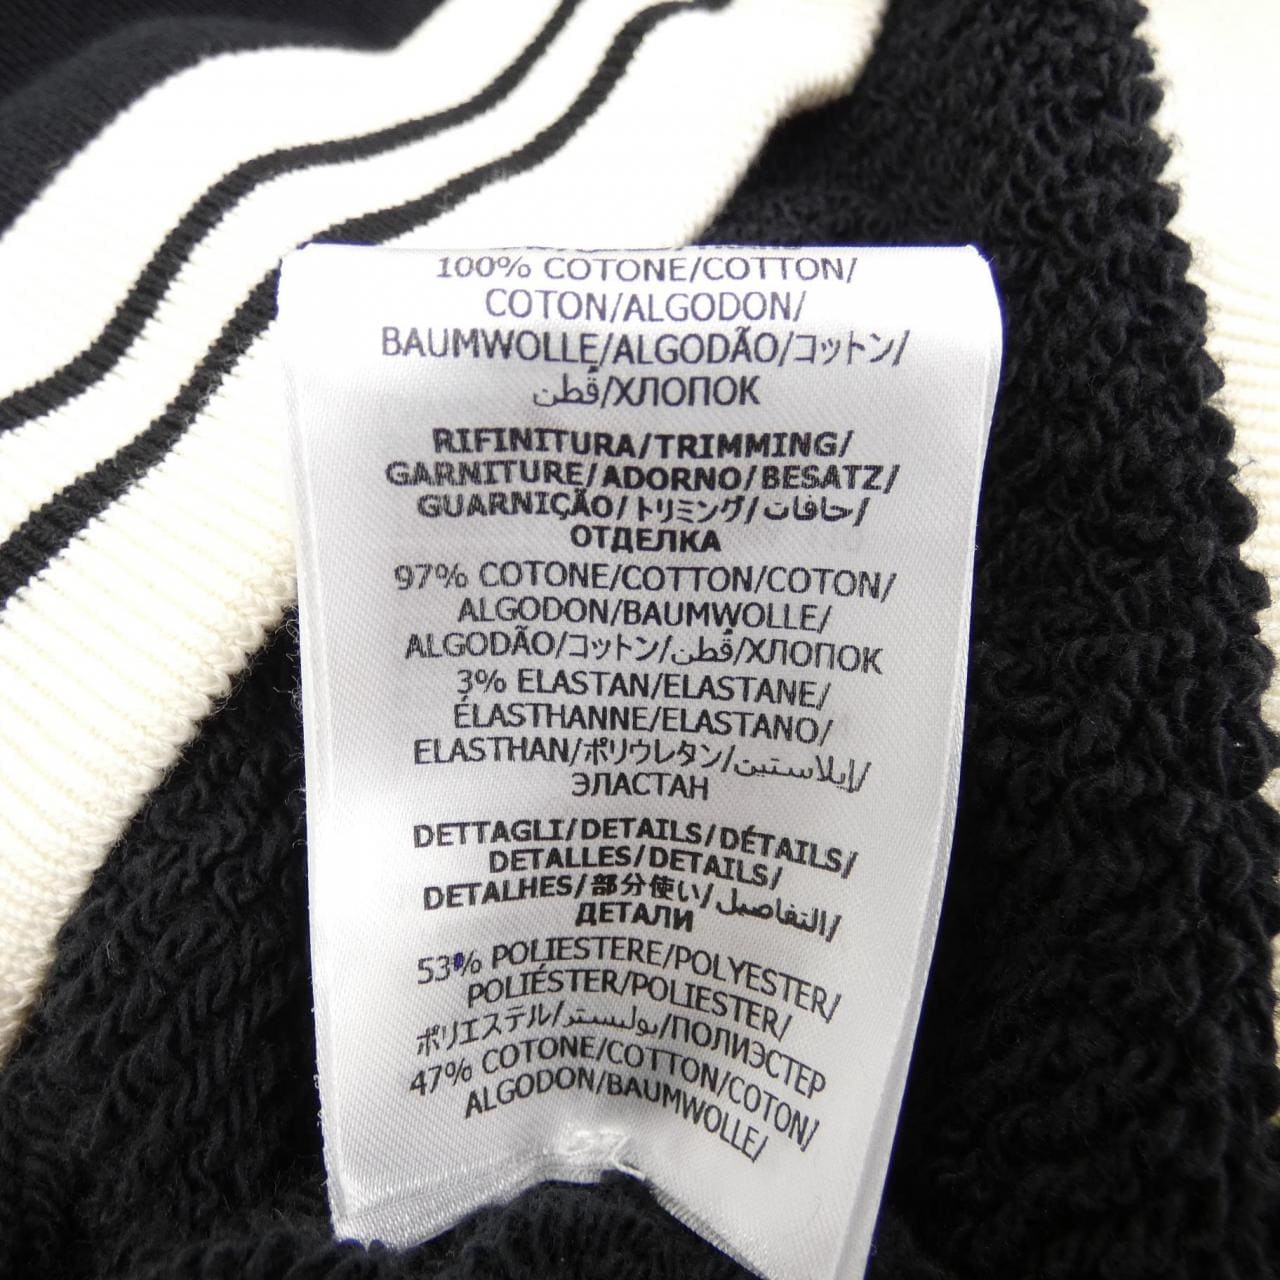 100% COTONE/COTTON/
COTON/ALGODON/
BAUMWOLLE/ALGODÃO/コットン/
قُطن/ХЛОПОК
RIFINITURA/TRIMMING/
GARNITURE/ADORNO/BESATZ/
GUARNIÇÃO/トリミング/حافات/
ОТДЕЛКА
97% COTONE/COTTON/COTON/
ALGODON/BAUMWOLLE/
ALGODÃO/コットン/قُطن/ХЛОПОК
3% ELASTAN/ELASTANE/
ÉLASTHANNE/ELASTANO/
ELASTHAN/ポリウレタン/إيلاستين/
ЭЛАСТАН
DETTAGLI/DETAILS/DÉTAILS/
DETALLES/DETAILS/
DETALHES/部分使い/التفاصيل/
ДЕТАЛИ
53% POLIESTERE/POLYESTER/
POLIÉSTER/POLIESTER/
ポリエステル/بوليستر/ПОЛИЭСТЕР
47% COTONE/COTTON/COTON/
ALGODON/BAUMWOLLE/